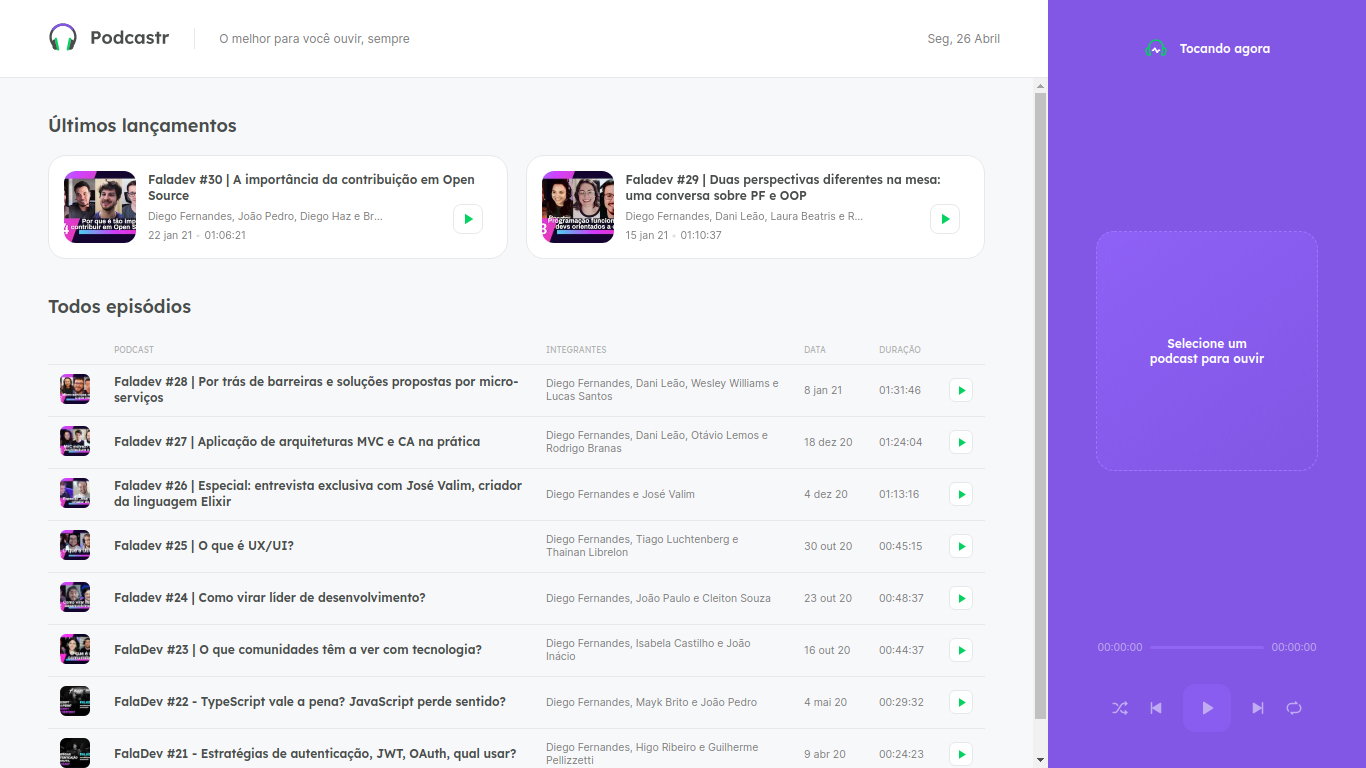 Podcastr
O melhor para você ouvir, sempre
Seg, 26 Abril
Últimos lançamentos
Faladev #30 | A importância da contribuição em Open
Source
Diego Fernandes, João Pedro, Diego Haz e Br...
22 jan 21 • 01:06:21
Faladev #29 | Duas perspectivas diferentes na mesa:
uma conversa sobre PF e OOP
Diego Fernandes, Dani Leão, Laura Beatris e R...
15 jan 21 • 01:10:37
Todos episódios
PODCAST INTEGRANTES DATA DURAÇÃO
Faladev #28 | Por trás de barreiras e soluções propostas por micro-
serviços
Diego Fernandes, Dani Leão, Wesley Williams e
Lucas Santos
8 jan 21
01:31:46
Faladev #27 | Aplicação de arquiteturas MVC e CA na prática
Diego Fernandes, Dani Leão, Otávio Lemos e
Rodrigo Branas
18 dez 20
01:24:04
Faladev #26 | Especial: entrevista exclusiva com José Valim, criador
da linguagem Elixir
Diego Fernandes e José Valim
4 dez 20
01:13:16
Faladev #25 | O que é UX/UI?
Diego Fernandes, Tiago Luchtenberg e
Thainan Librelon
30 out 20
00:45:15
Faladev #24 | Como virar líder de desenvolvimento?
Diego Fernandes, João Paulo e Cleiton Souza
23 out 20
00:48:37
FalaDev #23 | O que comunidades têm a ver com tecnologia?
Diego Fernandes, Isabela Castilho e João
Inácio
16 out 20
00:44:37
FalaDev #22 - TypeScript vale a pena? JavaScript perde sentido?
Diego Fernandes, Mayk Brito e João Pedro
4 mai 20
00:29:32
FalaDev #21 - Estratégias de autenticação, JWT, OAuth, qual usar?
Diego Fernandes, Higo Ribeiro e Guilherme
Pellizzetti
9 abr 20
00:24:23
Tocando agora
Selecione um
podcast para ouvir
00:00:00
00:00:00